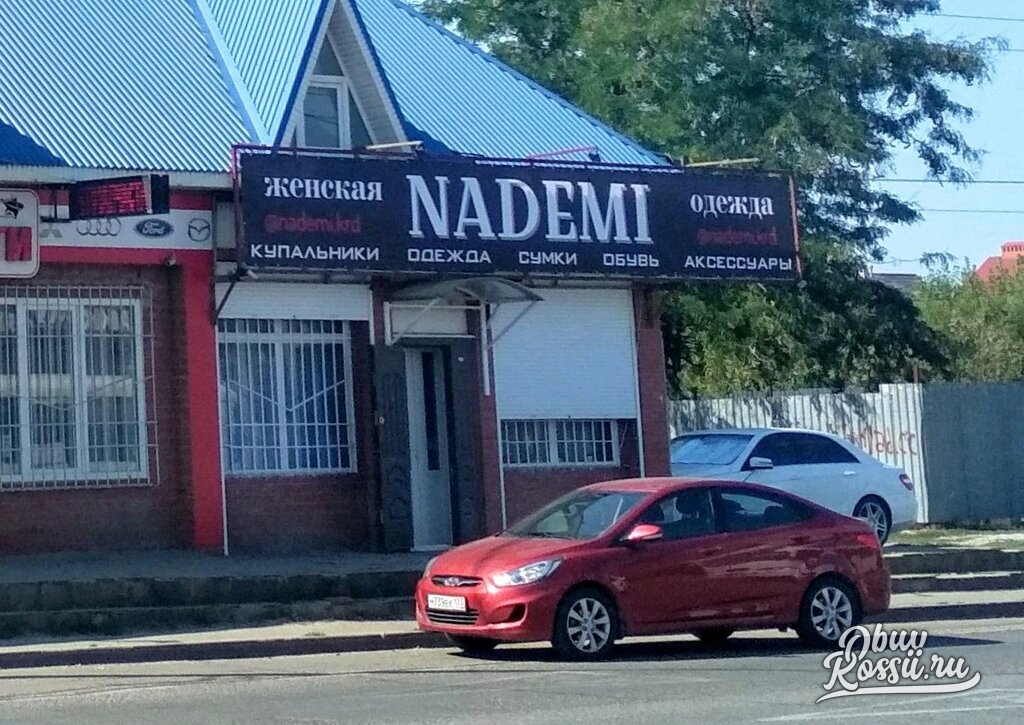 женская NADEMI одежда
@nademi.krd @nademi.krd
КУПАЛЬНИКИ ОДЕЖДА СУМКИ ОБУВЬ АКСЕССУАРЫ
Ford
Obuv
Rossii.ru